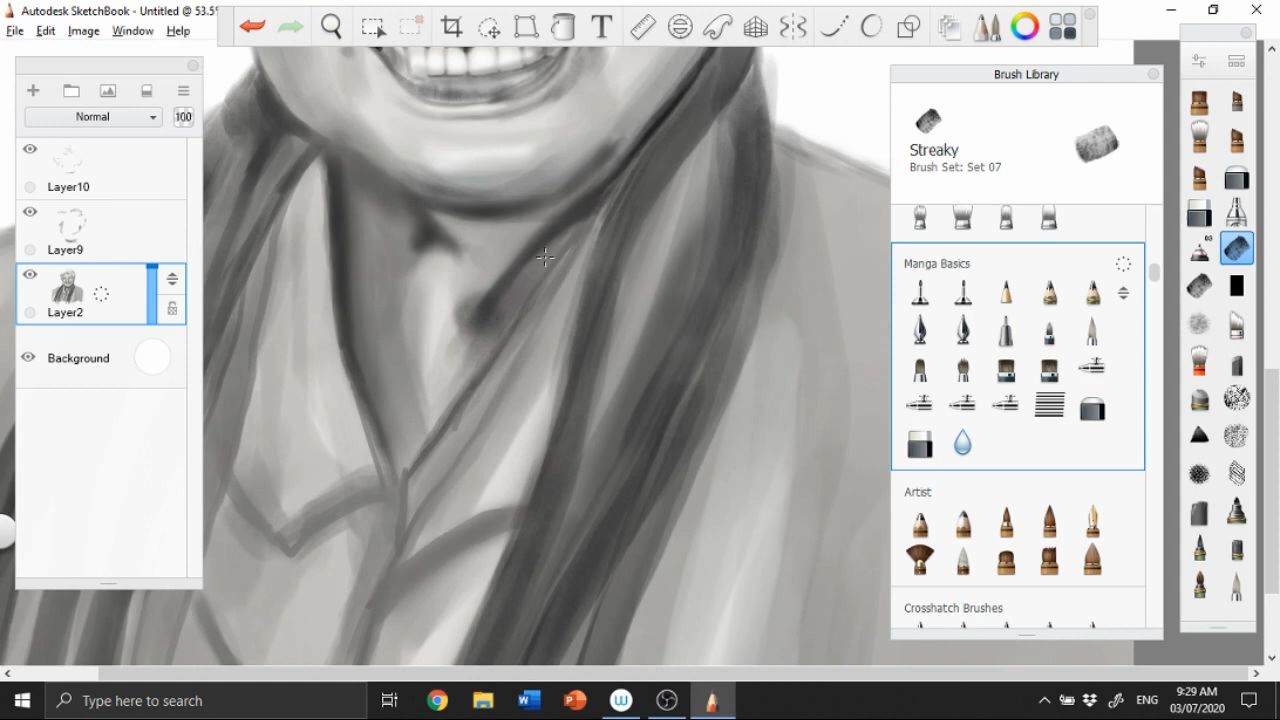 Autodesk SketchBook - Untitled @ 53.5%
File Edit Image Window Help
Normal
100
Layer10
Layer9
Layer2
Background
Brush Library
Streaky
Brush Set: Set 07
Manga Basics
Artist
Crosshatch Brushes
03
Type here to search
ENG
9:29 AM
03/07/2020